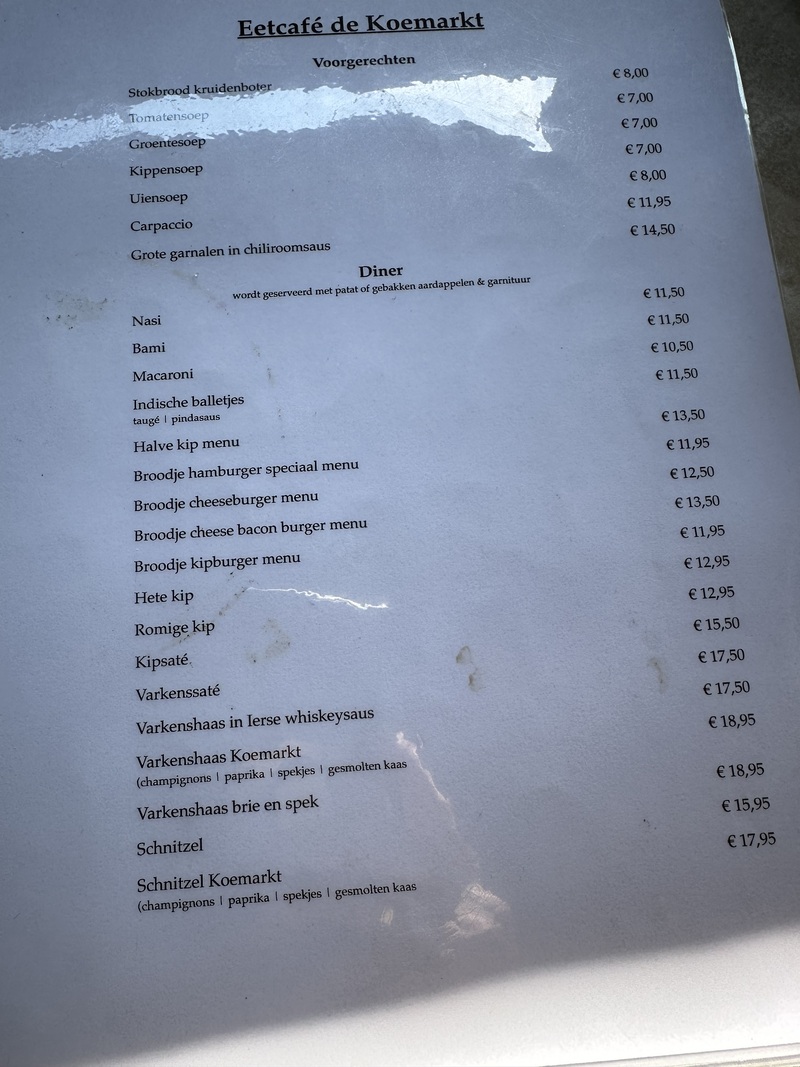 Eetcafé de Koemarkt
Voorgerechten
Stokbrood kruidenboter € 8,00
Tomatensoep € 7,00
Groentesoep € 7,00
Kippensoep € 7,00
Uiensoep € 8,00
Carpaccio € 11,95
Grote garnalen in chiliroomsaus € 14,50
Diner
wordt geserveerd met patat of gebakken aardappelen & garnituur
Nasi € 11,50
Bami € 11,50
Macaroni € 10,50
Indische balletjes € 11,50
taugé | pindasaus
Halve kip menu € 13,50
Broodje hamburger speciaal menu € 11,95
Broodje cheeseburger menu € 12,50
Broodje cheese bacon burger menu € 13,50
Broodje kipburger menu € 11,95
Hete kip € 12,95
Romige kip € 12,95
Kipsaté € 15,50
Varkenssaté € 17,50
Varkenshaas in Ierse whiskeysaus € 17,50
Varkenshaas Koemarkt € 18,95
(champignons | paprika | spekjes | gesmolten kaas
Varkenshaas brie en spek € 18,95
Schnitzel € 15,95
Schnitzel Koemarkt € 17,95
(champignons | paprika | spekjes | gesmolten kaas